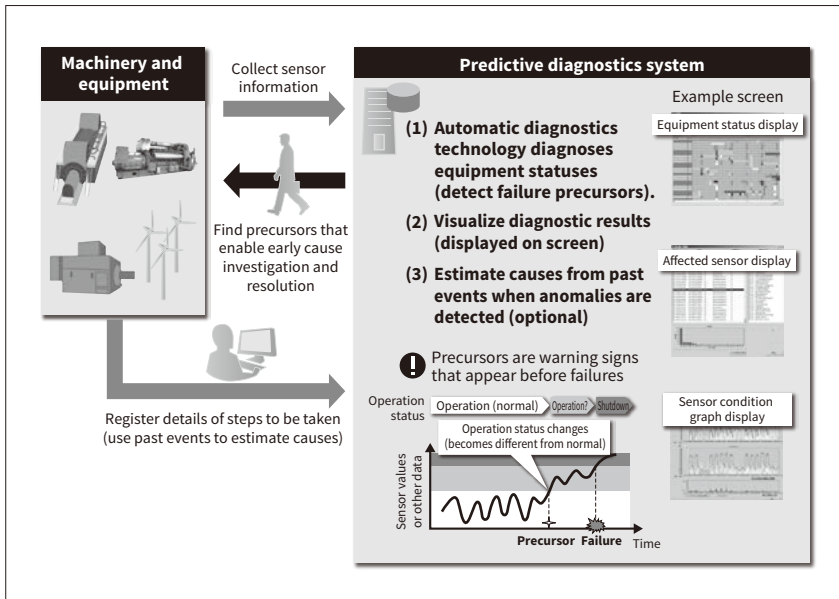 Machinery and
equipment
Collect sensor
information
Find precursors that
enable early cause
investigation and
resolution
Register details of steps to be taken
(use past events to estimate causes)
Predictive diagnostics system
Example screen
(1) Automatic diagnostics
technology diagnoses
equipment statuses
(detect failure precursors).
(2) Visualize diagnostic results
(displayed on screen)
(3) Estimate causes from past
events when anomalies are
detected (optional)
Equipment status display
Affected sensor display
Sensor condition
graph display
! Precursors are warning signs
that appear before failures
Operation
status
Operation (normal)
Operation?
Shutdown
Operation status changes
(becomes different from normal)
Sensor values
or other data
Precursor
Failure
Time